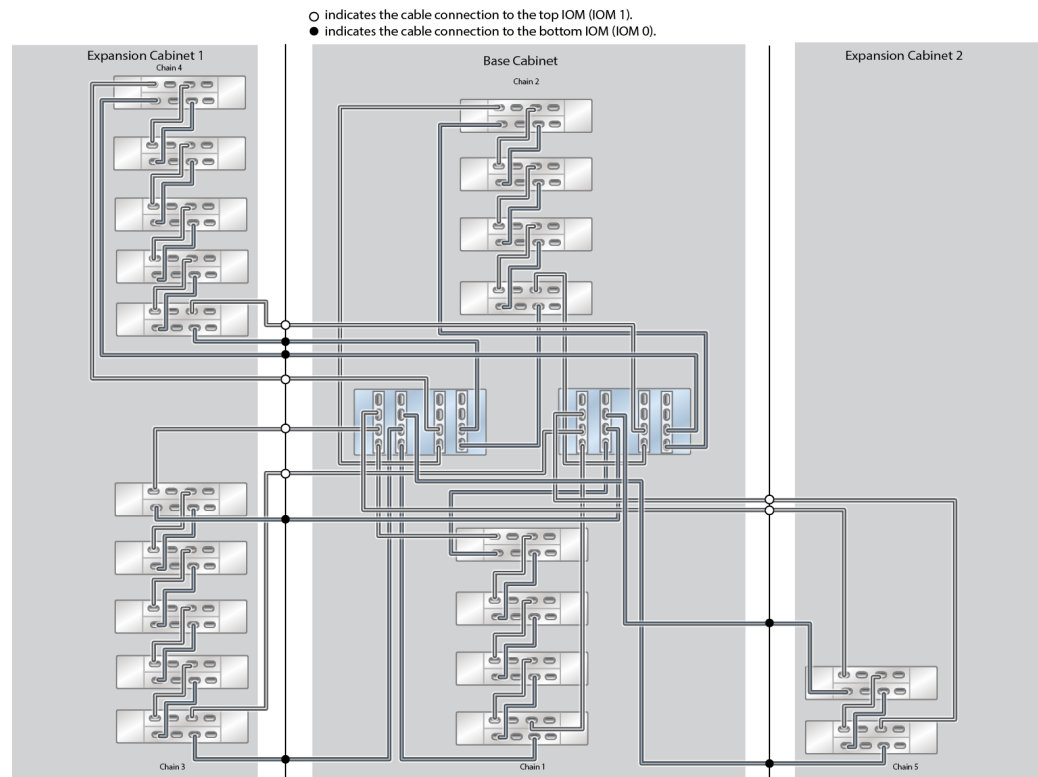 indicates the cable connection to the top IOM (IOM 1).
indicates the cable connection to the bottom IOM (IOM 0).
Expansion Cabinet 1
Chain 4
Base Cabinet
Chain 2
Expansion Cabinet 2
Chain 3
Chain 1
Chain 5